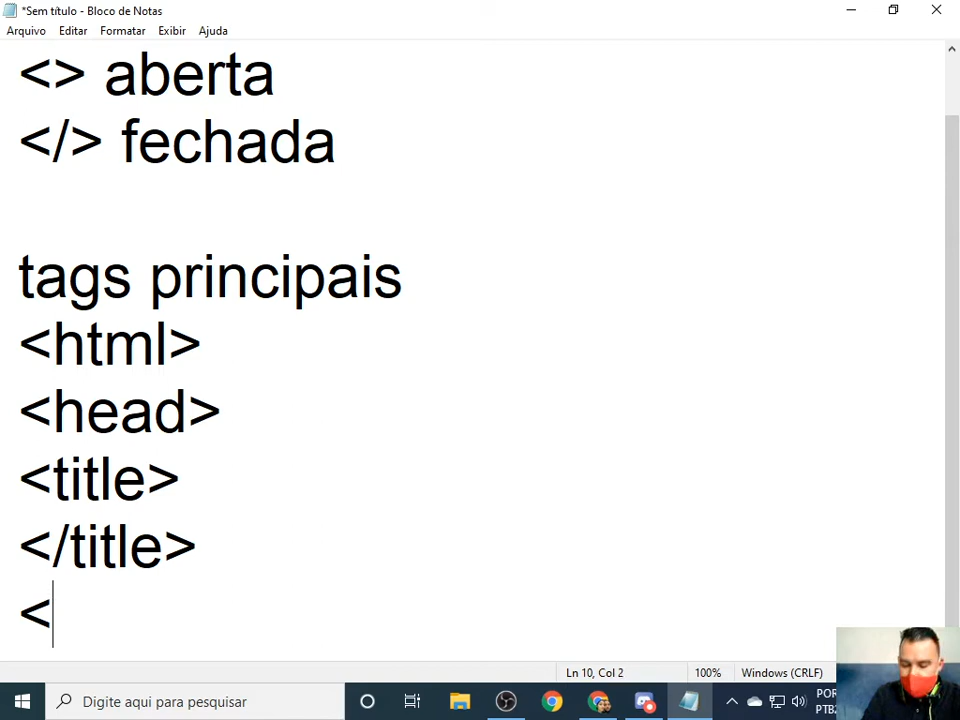 *Sem título - Bloco de Notas
Arquivo Editar Formatar Exibir Ajuda
<> aberta
</> fechada
tags principais
<html>
<head>
<title>
</title>
<
Ln 10, Col 2 100% Windows (CRLF)
Digite aqui para pesquisar
POR
PTB2